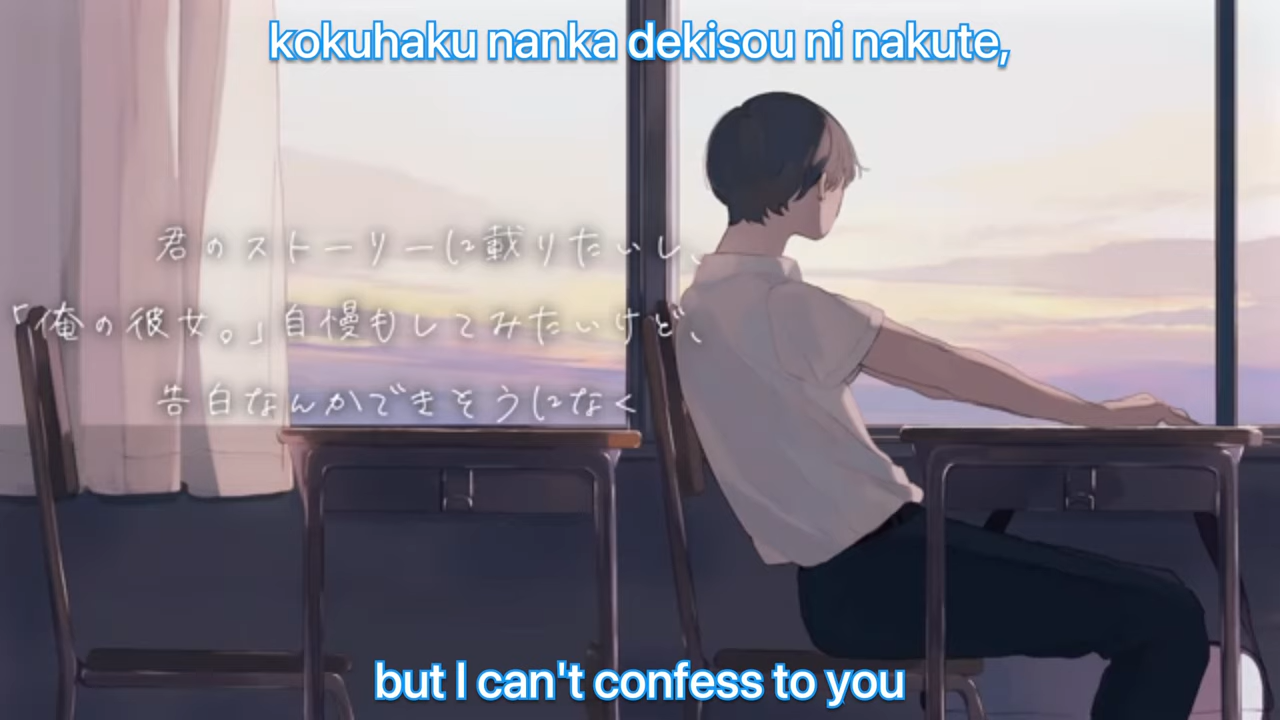 kokuhaku nanka dekisou ni nakute,
君のストーリーに載りたいし、
「俺の彼女。」自慢もしてみたいけど、
告白なんかできそうになく
but I can't confess to you